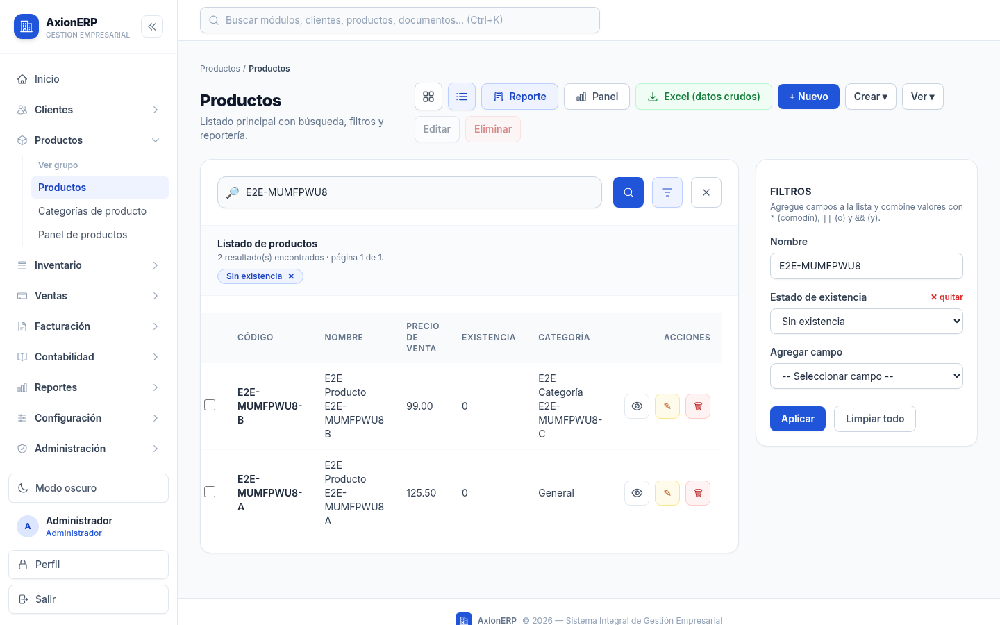 AxionERP
GESTIÓN EMPRESARIAL
Inicio
Clientes
Productos
Ver grupo
Productos
Categorías de producto
Panel de productos
Inventario
Ventas
Facturación
Contabilidad
Reportes
Configuración
Administración
Modo oscuro
A
Administrador
Administrador
Perfil
Salir
Buscar módulos, clientes, productos, documentos... (Ctrl+K)
Productos / Productos
Productos
Listado principal con búsqueda, filtros y
reportería.
Reporte
Panel
Excel (datos crudos)
+ Nuevo
Crear ▾
Ver ▾
Editar
Eliminar
E2E-MUMFPWU8
Listado de productos
2 resultado(s) encontrados · página 1 de 1.
Sin existencia ✕
CÓDIGO
NOMBRE
PRECIO
DE
VENTA
EXISTENCIA
CATEGORÍA
ACCIONES
E2E-
MUMFPWU8-
B
E2E
Producto
E2E-
MUMFPWU8
B
99.00
0
E2E
Categoría
E2E-
MUMFPWU8-
C
E2E-
MUMFPWU8-
A
E2E
Producto
E2E-
MUMFPWU8
A
125.50
0
General
FILTROS
Agregue campos a la lista y combine valores con
* (comodín), || (o) y && (y).
Nombre
E2E-MUMFPWU8
Estado de existencia
✕ quitar
Sin existencia
Agregar campo
-- Seleccionar campo --
Aplicar
Limpiar todo
AxionERP © 2026 — Sistema Integral de Gestión Empresarial